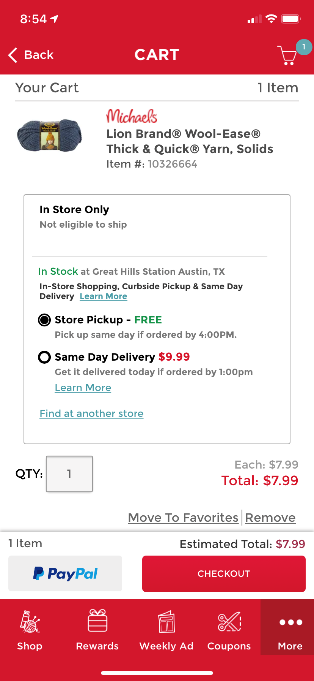 8:54
Back
CART
1
Your Cart
1 Item
Michaels
Lion Brand® Wool-Ease®
Thick & Quick® Yarn, Solids
Item #: 10326664
In Store Only
Not eligible to ship
In Stock at Great Hills Station Austin, TX
In-Store Shopping, Curbside Pickup & Same Day
Delivery Learn More
Store Pickup - FREE
Pick up same day if ordered by 4:00PM.
Same Day Delivery $9.99
Get it delivered today if ordered by 1:00pm
Learn More
Find at another store
QTY: 1
Each: $7.99
Total: $7.99
Move To Favorites Remove
1 Item
Estimated Total: $7.99
PayPal
CHECKOUT
Shop
Rewards
Weekly Ad
Coupons
More